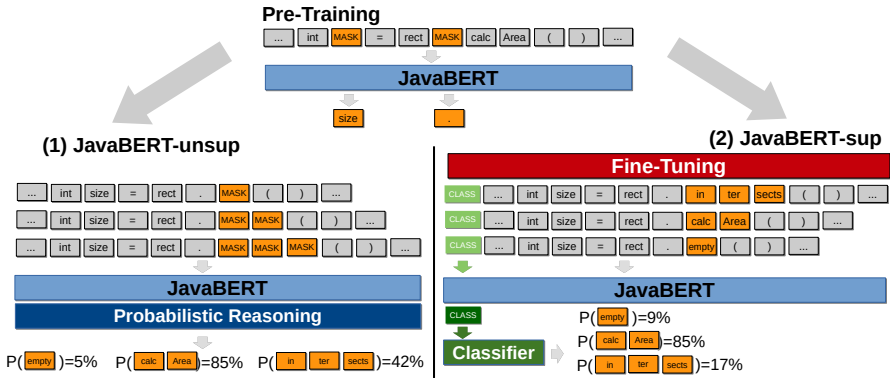 Pre-Training
... int MASK = rect MASK calc Area ( ) ...
JavaBERT
size .
(1) JavaBERT-unsup
... int size = rect . MASK ( ) ...
... int size = rect . MASK MASK ( ) ...
... int size = rect . MASK MASK MASK ( ) ...
JavaBERT
Probabilistic Reasoning
P( empty )=5% P( calc Area )=85% P( in ter sects )=42%
(2) JavaBERT-sup
Fine-Tuning
CLASS ... int size = rect . in ter sects ( ) ...
CLASS ... int size = rect . calc Area ( ) ...
CLASS ... int size = rect . empty ( ) ...
JavaBERT
CLASS
Classifier
P( empty )=9%
P( calc Area )=85%
P( in ter sects )=17%